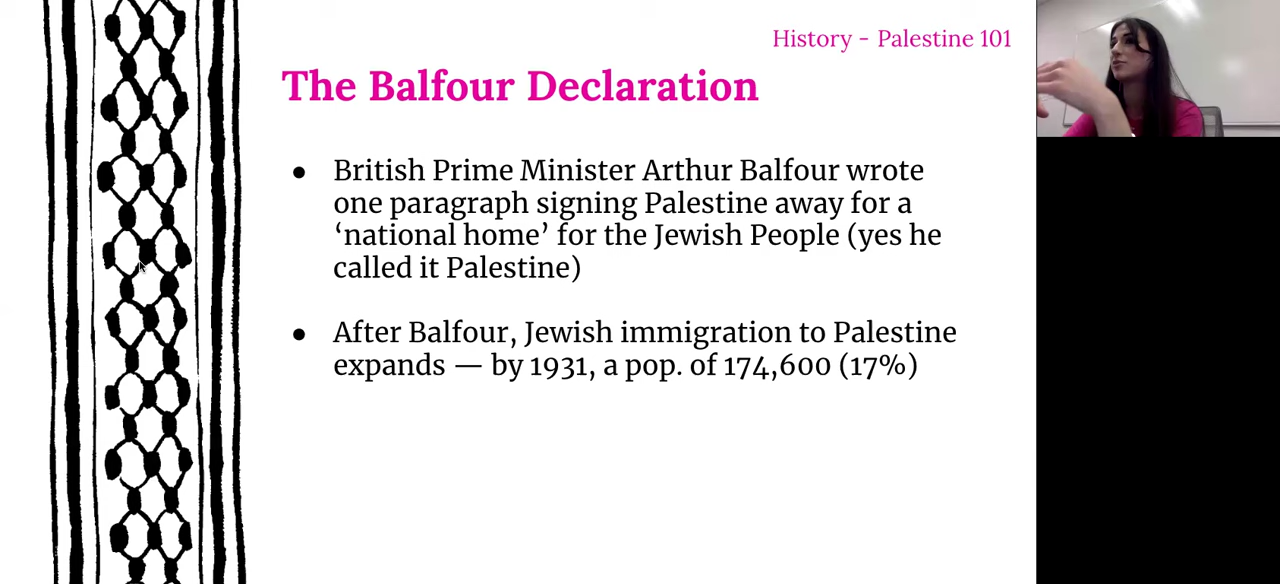 History - Palestine 101
The Balfour Declaration
● British Prime Minister Arthur Balfour wrote
one paragraph signing Palestine away for a
‘national home’ for the Jewish People (yes he
called it Palestine)
● After Balfour, Jewish immigration to Palestine
expands — by 1931, a pop. of 174,600 (17%)